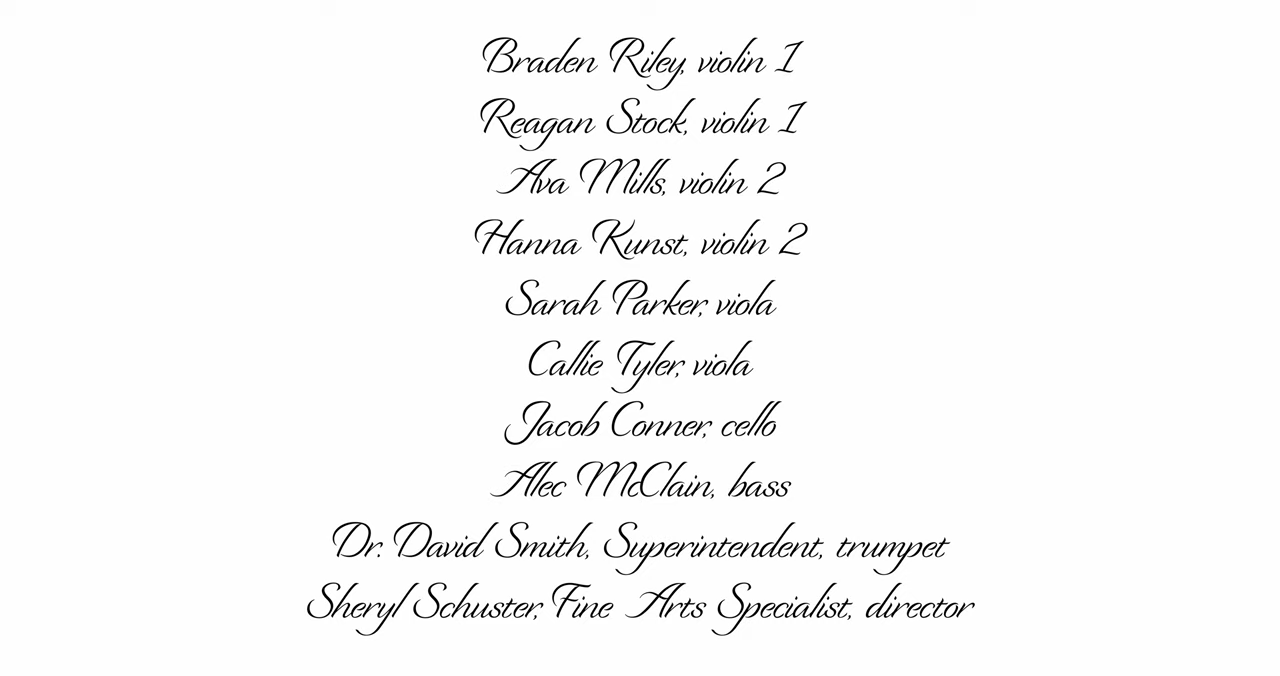 Braden Riley, violin 1
Reagan Stock, violin 1
Ava Mills, violin 2
Hanna Kunst, violin 2
Sarah Parker, viola
Callie Tyler, viola
Jacob Conner, cello
Alec McClain, bass
Dr. David Smith, Superintendent, trumpet
Sheryl Schuster, Fine Arts Specialist, director